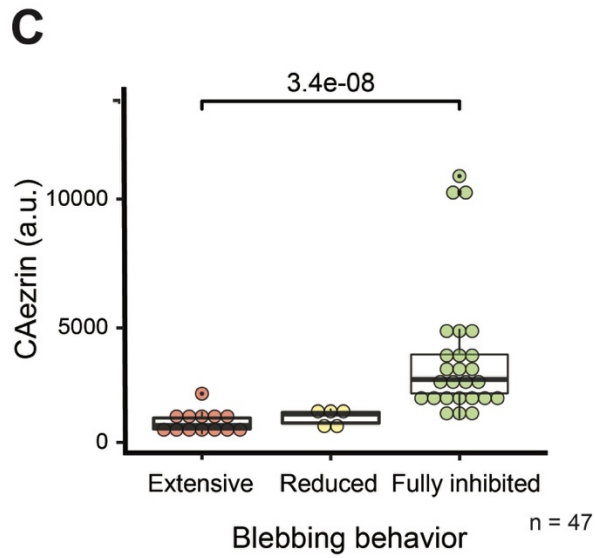 C
3.4e-08
CAezrin (a.u.)
10000
5000
0
Extensive Reduced Fully inhibited
n = 47
Blebbing behavior